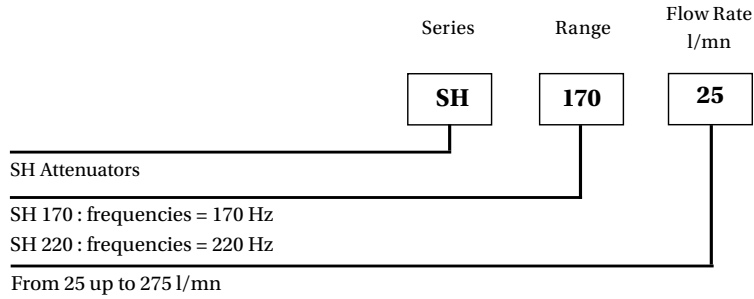 Series Range Flow Rate
l/mn
SH 170 25
SH Attenuators
SH 170 : frequencies = 170 Hz
SH 220 : frequencies = 220 Hz
From 25 up to 275 l/mn